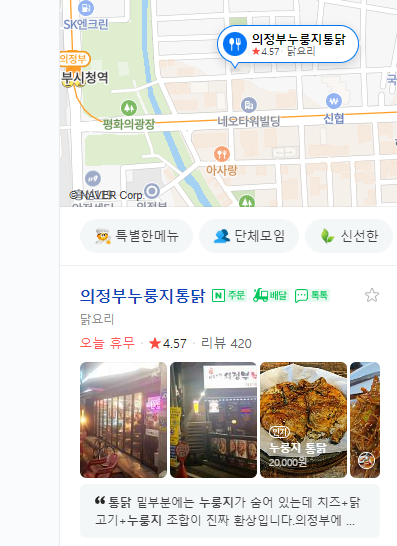 SK엔크린
의정부누룽지통닭
★4.57 닭요리
의정부
부시청역
평화의광장
네오타워빌딩
신협
아사랑
© NAVER Corp.
특별한메뉴
단체모임
신선한
의정부누룽지통닭 N 주문 배달 톡톡
닭요리
오늘 휴무 · ★4.57 · 리뷰 420
인기
누룽지 통닭
20,000원
❝ 통닭 밑부분에는 누룽지가 숨어 있는데 치즈+닭
고기+누룽지 조합이 진짜 환상입니다.의정부에 ...